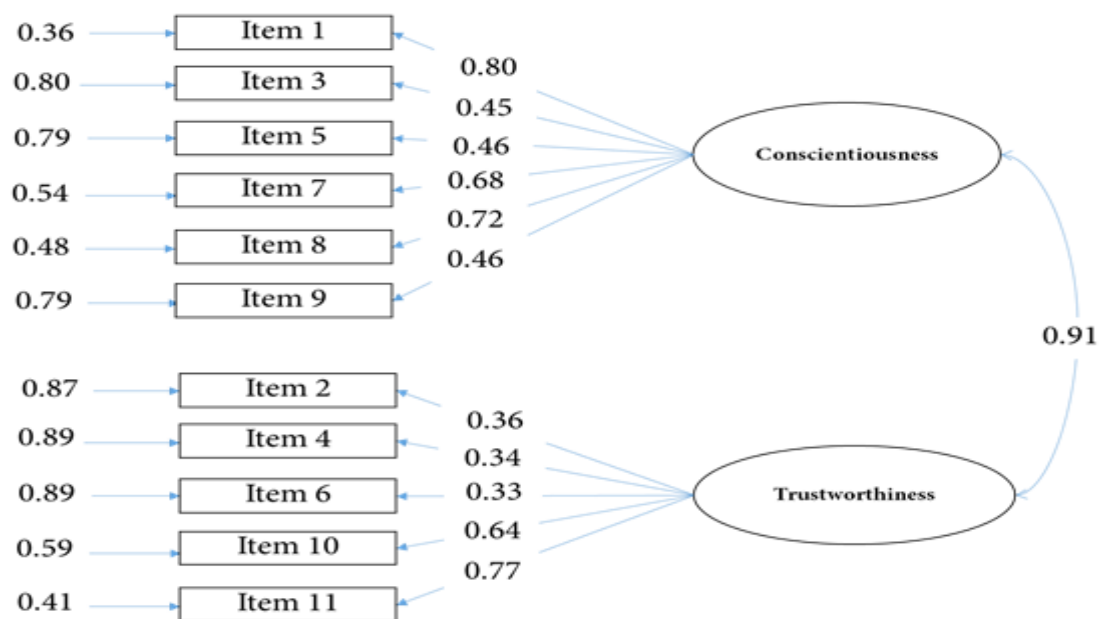 0.36 Item 1
0.80
0.80 Item 3
0.45
0.79 Item 5
0.46
Conscientiousness
0.54 Item 7
0.68
0.72
0.48 Item 8
0.46
0.79 Item 9
0.91
0.87 Item 2
0.36
0.89 Item 4
0.34
0.89 Item 6
0.33
Trustworthiness
0.64
0.59 Item 10
0.77
0.41 Item 11